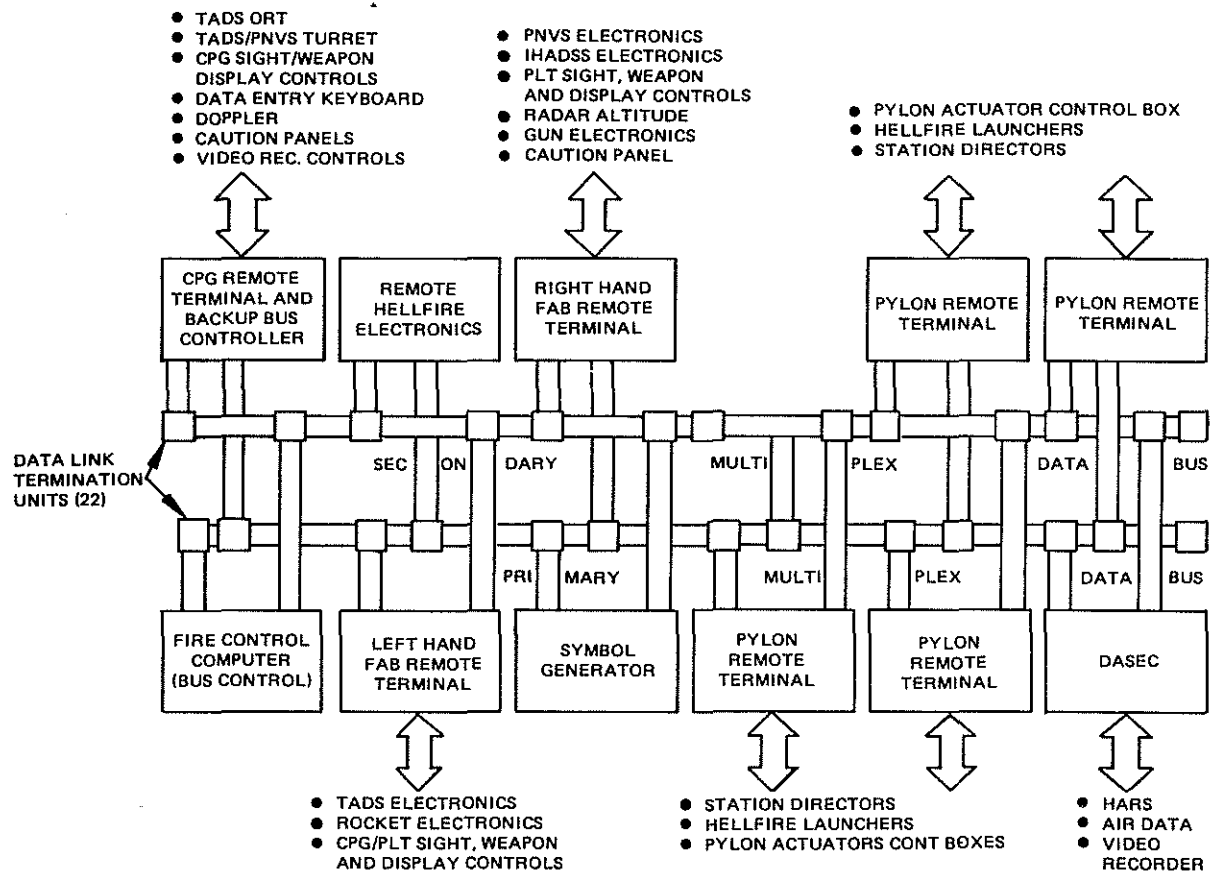 ● TADS ORT
● TADS/PNVS TURRET
● CPG SIGHT/WEAPON
DISPLAY CONTROLS
● DATA ENTRY KEYBOARD
● DOPPLER
● CAUTION PANELS
● VIDEO REC. CONTROLS
● PNVS ELECTRONICS
● IHADSS ELECTRONICS
● PLT SIGHT, WEAPON
AND DISPLAY CONTROLS
● RADAR ALTITUDE
● GUN ELECTRONICS
● CAUTION PANEL
● PYLON ACTUATOR CONTROL BOX
● HELLFIRE LAUNCHERS
● STATION DIRECTORS
CPG REMOTE
TERMINAL AND
BACKUP BUS
CONTROLLER
REMOTE
HELLFIRE
ELECTRONICS
RIGHT HAND
FAB REMOTE
TERMINAL
PYLON REMOTE
TERMINAL
PYLON REMOTE
TERMINAL
DATA LINK
TERMINATION
UNITS (22)
SEC ON DARY MULTI PLEX DATA BUS
PRI MARY MULTI PLEX DATA BUS
FIRE CONTROL
COMPUTER
(BUS CONTROL)
LEFT HAND
FAB REMOTE
TERMINAL
SYMBOL
GENERATOR
PYLON
REMOTE
TERMINAL
PYLON
REMOTE
TERMINAL
DASEC
● TADS ELECTRONICS
● ROCKET ELECTRONICS
● CPG/PLT SIGHT, WEAPON
AND DISPLAY CONTROLS
● STATION DIRECTORS
● HELLFIRE LAUNCHERS
● PYLON ACTUATORS CONT BOXES
● HARS
● AIR DATA
● VIDEO
RECORDER